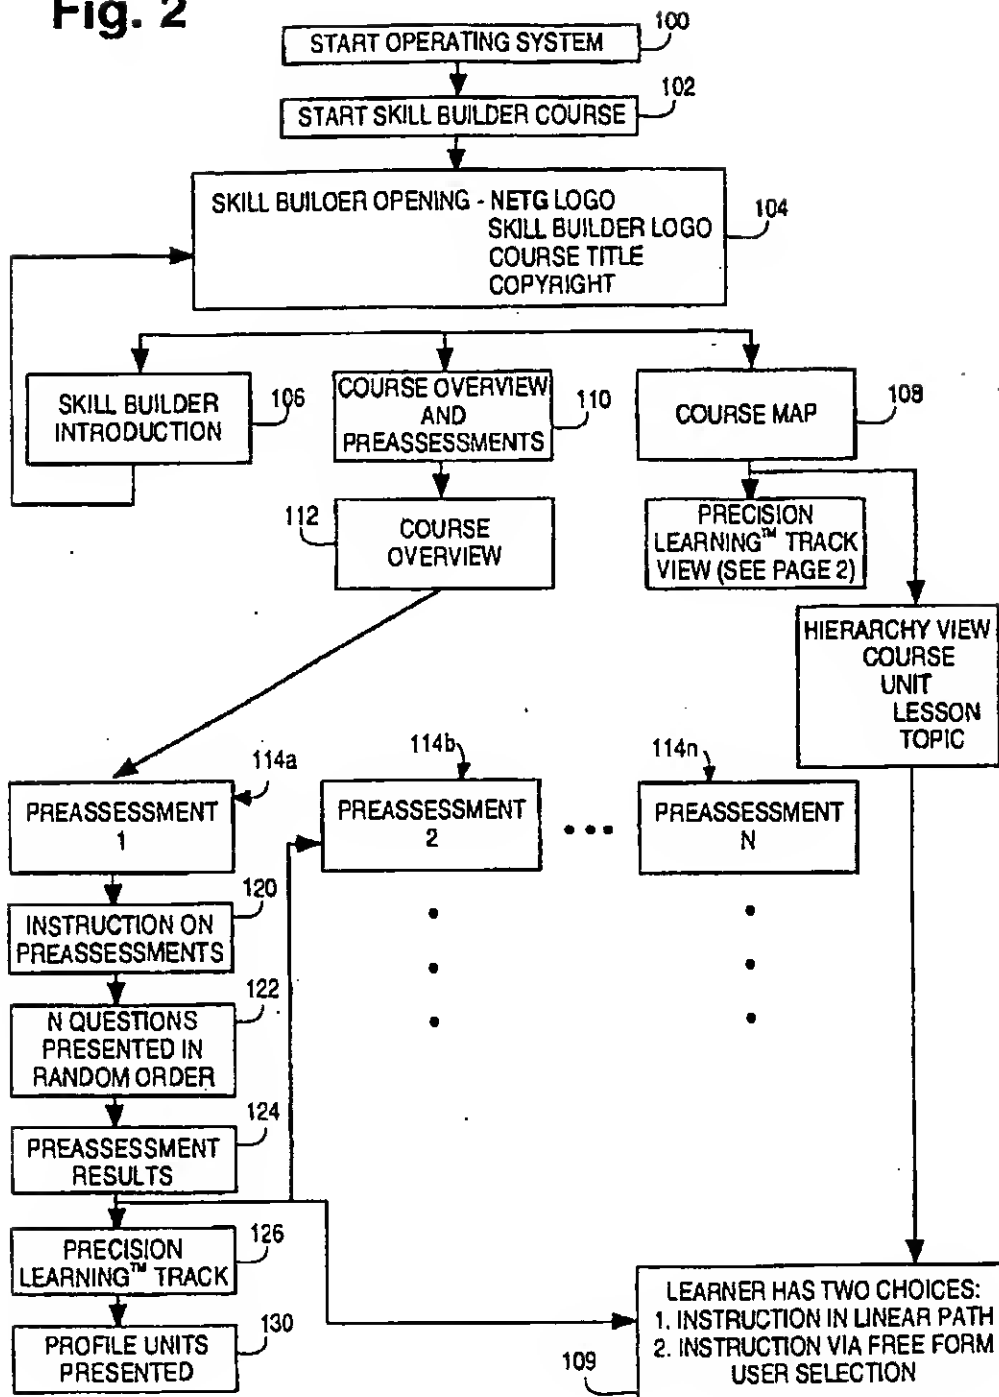 Fig. 2
START OPERATING SYSTEM
100
START SKILL BUILDER COURSE
102
SKILL BUILOER OPENING - NETG LOGO
SKILL BUILDER LOGO
COURSE TITLE
COPYRIGHT
104
SKILL BUILDER
INTRODUCTION
106
COURSE OVERVIEW
AND
PREASSESSMENTS
110
COURSE MAP
108
112
COURSE
OVERVIEW
PRECISION
LEARNING™ TRACK
VIEW (SEE PAGE 2)
HIERARCHY VIEW
COURSE
UNIT
LESSON
TOPIC
PREASSESSMENT
1
114a
PREASSESSMENT
2
114b
PREASSESSMENT
N
114n
INSTRUCTION ON
PREASSESSMENTS
120
N QUESTIONS
PRESENTED IN
RANDOM ORDER
122
PREASSESSMENT
RESULTS
124
PRECISION
LEARNING™ TRACK
126
PROFILE UNITS
PRESENTED
130
LEARNER HAS TWO CHOICES:
1. INSTRUCTION IN LINEAR PATH
2. INSTRUCTION VIA FREE FORM
USER SELECTION
109